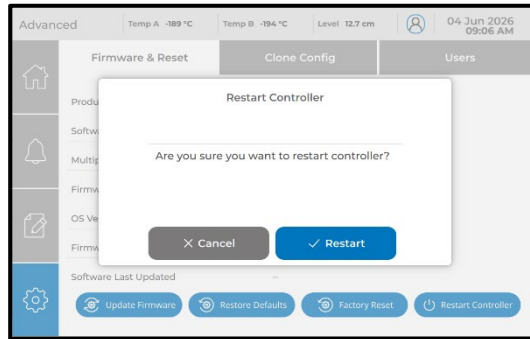 Advanced Temp A -189 °C Temp B -194 °C Level 12.7 cm 04 Jun 2026
09:06 AM
Firmware & Reset Clone Config Users
Produ
Restart Controller
Softwa
Are you sure you want to restart controller?
Multip
Firmw
OS Ve
× Cancel ✓ Restart
Firmw
Software Last Updated --
Update Firmware Restore Defaults Factory Reset Restart Controller